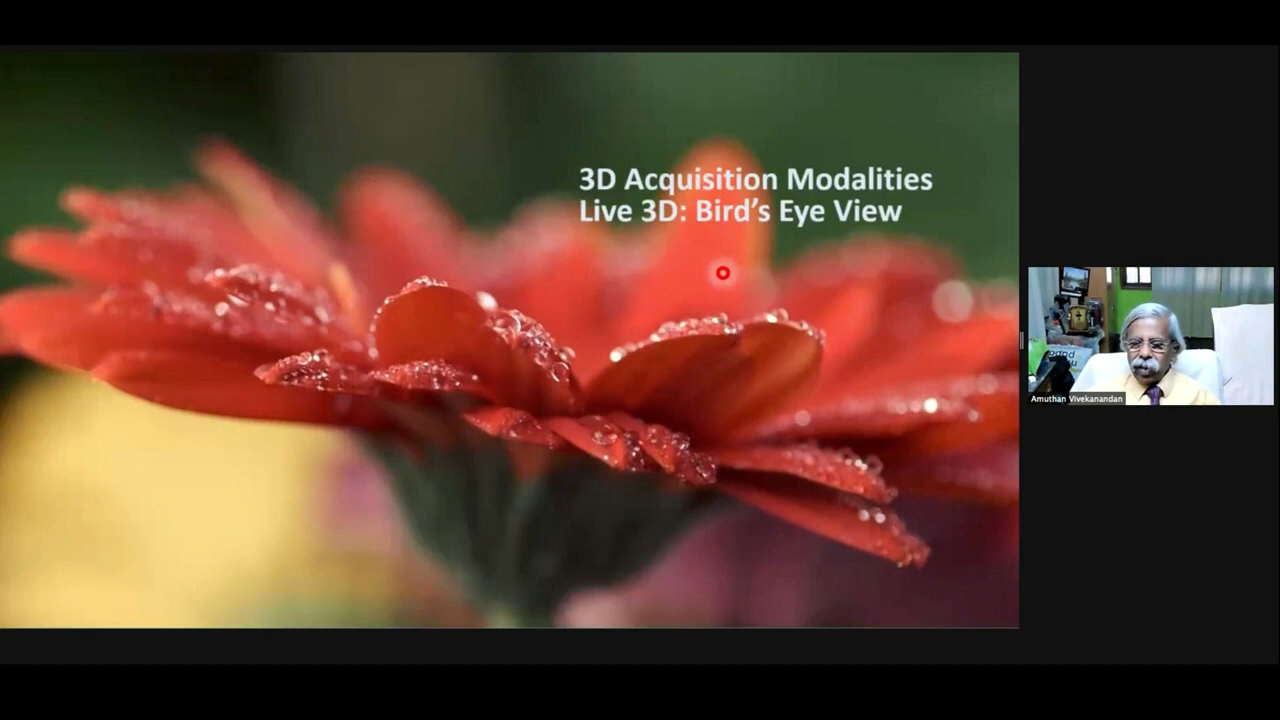 3D Acquisition Modalities
Live 3D: Bird's Eye View
Amuthan Vivekanandan